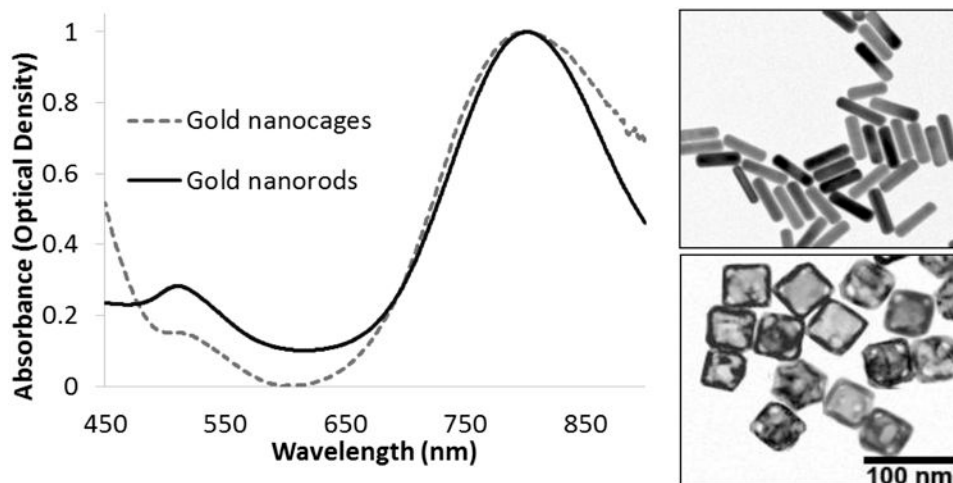 Absorbance (Optical Density)
1
0.8
0.6
0.4
0.2
0
Gold nanocages
Gold nanorods
450
550
650
750
850
Wavelength (nm)
100 nm